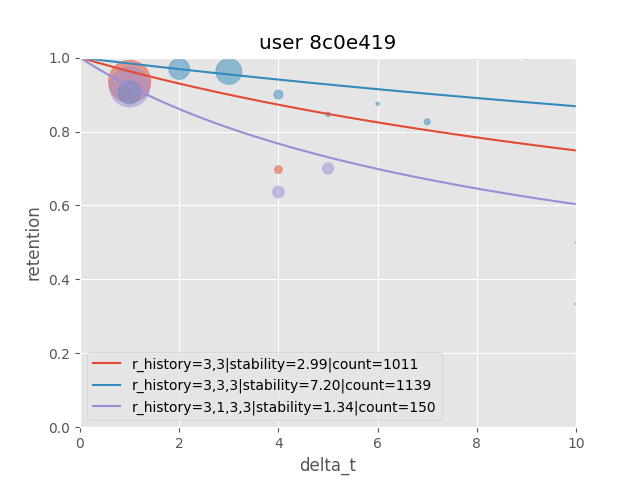 user 8c0e419
1.0
0.8
0.6
0.4
0.2
0.0
retention
r_history=3,3|stability=2.99|count=1011
r_history=3,3,3|stability=7.20|count=1139
r_history=3,1,3,3|stability=1.34|count=150
0 2 4 6 8 10
delta_t